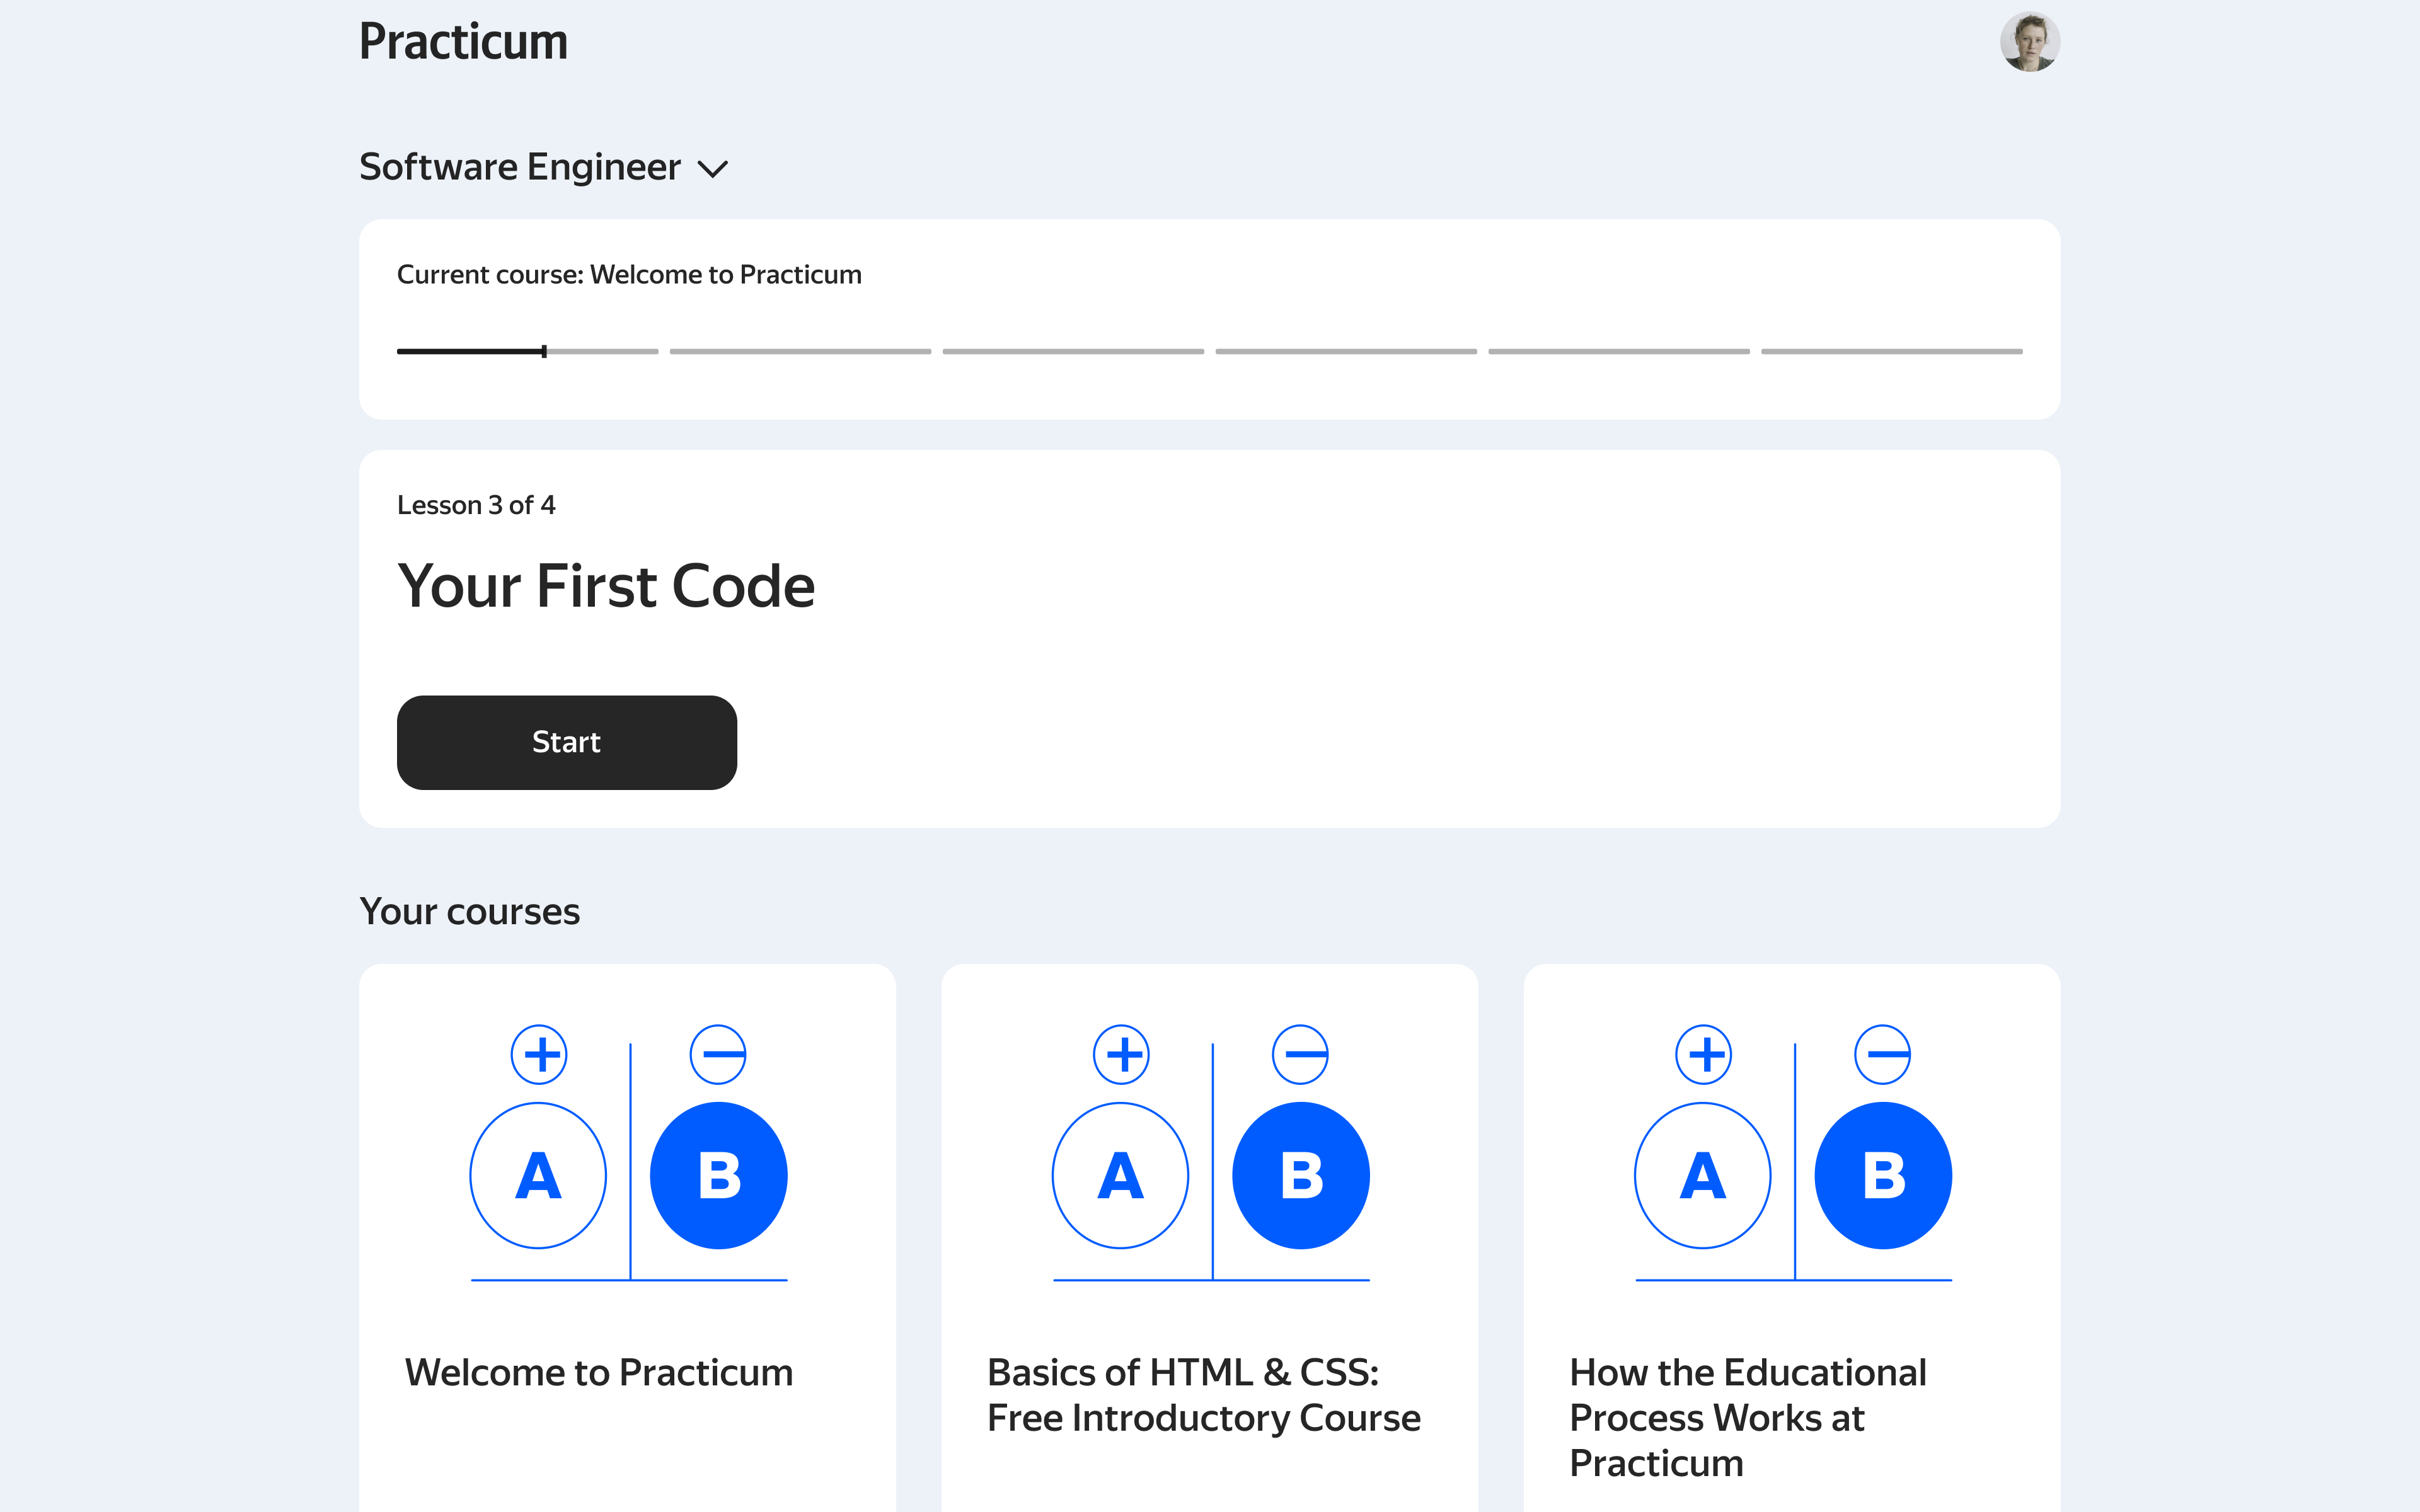 Practicum
Software Engineer
Current course: Welcome to Practicum
Lesson 3 of 4
Your First Code
Start
Your courses
A B
A B
A B
Welcome to Practicum
Basics of HTML & CSS:
Free Introductory Course
How the Educational
Process Works at
Practicum